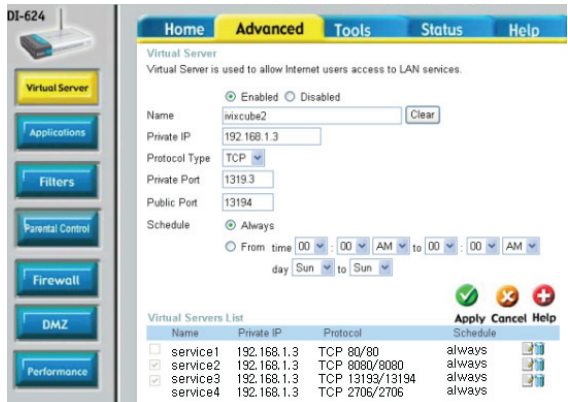 DI-624
Home Advanced Tools Status Help
Virtual Server
Virtual Server is used to allow Internet users access to LAN services.
Virtual Server
Enabled Disabled
Name ivixcube2 Clear
Applications
Private IP 192.168.1.3
Protocol Type TCP
Filters
Private Port 1319.3
Public Port 13194
Parental Control
Schedule Always
From time 00 : 00 AM to 00 : 00 AM
day Sun to Sun
Firewall
Apply Cancel Help
Virtual Servers List
DMZ
Name Private IP Protocol Schedule
service1 192.168.1.3 TCP 80/80 always
service2 192.168.1.3 TCP 8080/8080 always
Performance
service3 192.168.1.3 TCP 13193/13194 always
service4 192.168.1.3 TCP 2706/2706 always